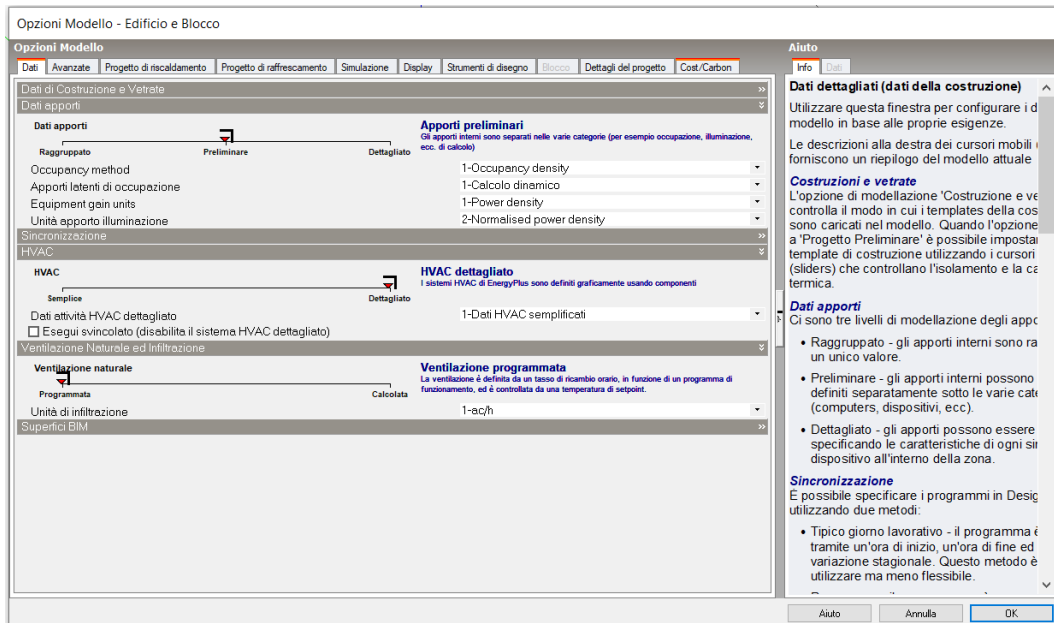 Opzioni Modello - Edificio e Blocco
Opzioni Modello
Dati Avanzate Progetto di riscaldamento Progetto di raffrescamento Simulazione Display Strumenti di disegno Blocco Dettagli del progetto Cost/Carbon
Dati di Costruzione e Vetrate
Dati apporti
Dati apporti
Raggruppato Preliminare Dettagliato
Apporti preliminari
Gli apporti interni sono separati nelle varie categorie (per esempio occupazione, illuminazione,
ecc. di calcolo)
Occupancy method 1-Occupancy density
Apporti latenti di occupazione 1-Calcolo dinamico
Equipment gain units 1-Power density
Unità apporto illuminazione 2-Normalised power density
Sincronizzazione
HVAC
HVAC
Semplice Dettagliato
HVAC dettagliato
I sistemi HVAC di EnergyPlus sono definiti graficamente usando componenti
Dati attività HVAC dettagliato 1-Dati HVAC semplificati
Esegui svincolato (disabilita il sistema HVAC dettagliato)
Ventilazione Naturale ed Infiltrazione
Ventilazione naturale
Programmata Calcolata
Ventilazione programmata
La ventilazione è definita da un tasso di ricambio orario, in funzione di un programma di
funzionamento, ed è controllata da una temperatura di setpoint.
Unità di infiltrazione 1-ac/h
Superfici BIM
Aiuto
Info Dati
Dati dettagliati (dati della costruzione)
Utilizzare questa finestra per configurare i d
modello in base alle proprie esigenze.
Le descrizioni alla destra dei cursori mobili
forniscono un riepilogo del modello attuale
Costruzioni e vetrate
L'opzione di modellazione 'Costruzione e ve
controlla il modo in cui i templates della cos
sono caricati nel modello. Quando l'opzione
a 'Progetto Preliminare' è possibile impostar
template di costruzione utilizzando i cursori
(sliders) che controllano l'isolamento e la ca
termica.
Dati apporti
Ci sono tre livelli di modellazione degli appo
• Raggruppato - gli apporti interni sono ra
un unico valore.
• Preliminare - gli apporti interni possono
definiti separatamente sotto le varie cate
(computers, dispositivi, ecc).
• Dettagliato - gli apporti possono essere
specificando le caratteristiche di ogni sin
dispositivo all'interno della zona.
Sincronizzazione
È possibile specificare i programmi in Desig
utilizzando due metodi:
• Tipico giorno lavorativo - il programma è
tramite un'ora di inizio, un'ora di fine ed
variazione stagionale. Questo metodo è
utilizzare ma meno flessibile.
Aiuto Annulla OK